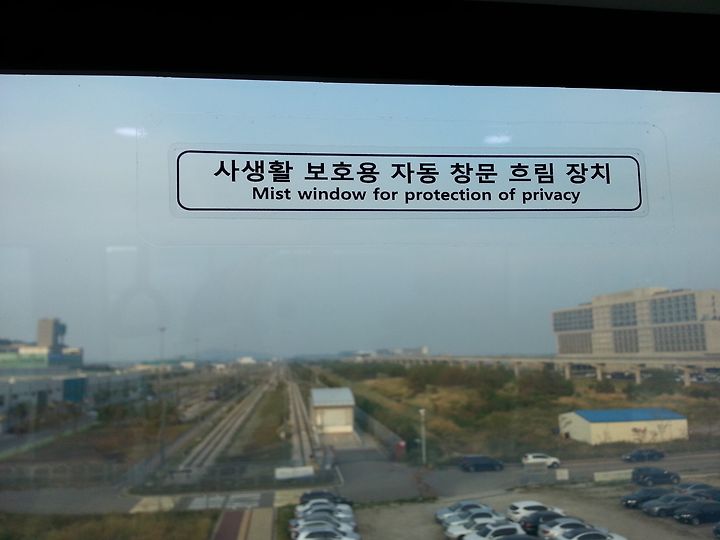 사생활 보호용 자동 창문 흐림 장치
Mist window for protection of privacy